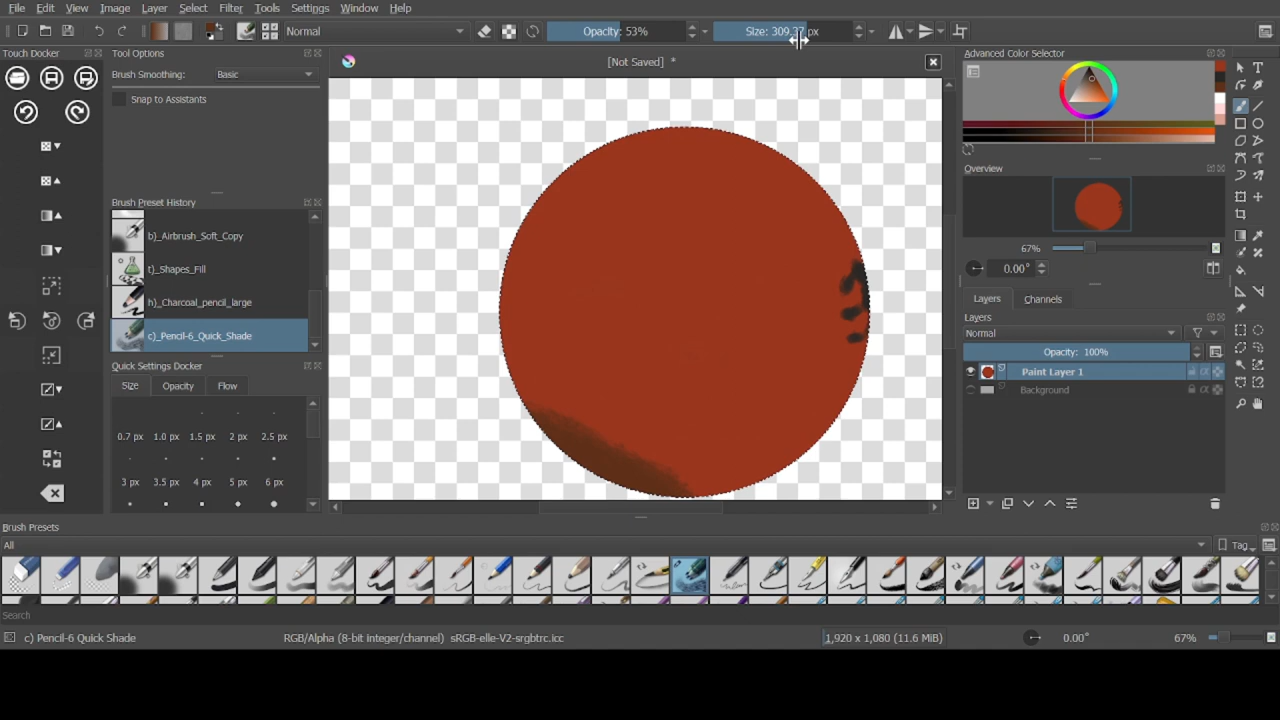 File Edit View Image Layer Select Filter Tools Settings Window Help
Normal Opacity: 53% Size: 309.37 px
Touch Docker Tool Options [Not Saved] * Advanced Color Selector
Brush Smoothing: Basic
Snap to Assistants
Overview
Brush Preset History
b)_Airbrush_Soft_Copy
67%
t)_Shapes_Fill
0.00°
h)_Charcoal_pencil_large
Layers Channels
Layers
c)_Pencil-6_Quick_Shade
Normal
Opacity: 100%
Quick Settings Docker
Paint Layer 1
Size Opacity Flow
Background
0.7 px 1.0 px 1.5 px 2 px 2.5 px
3 px 3.5 px 4 px 5 px 6 px
Brush Presets
All Tag
Search
c) Pencil-6 Quick Shade RGB/Alpha (8-bit integer/channel) sRGB-elle-V2-srgbtrc.icc 1,920 x 1,080 (11.6 MiB) 0.00° 67%